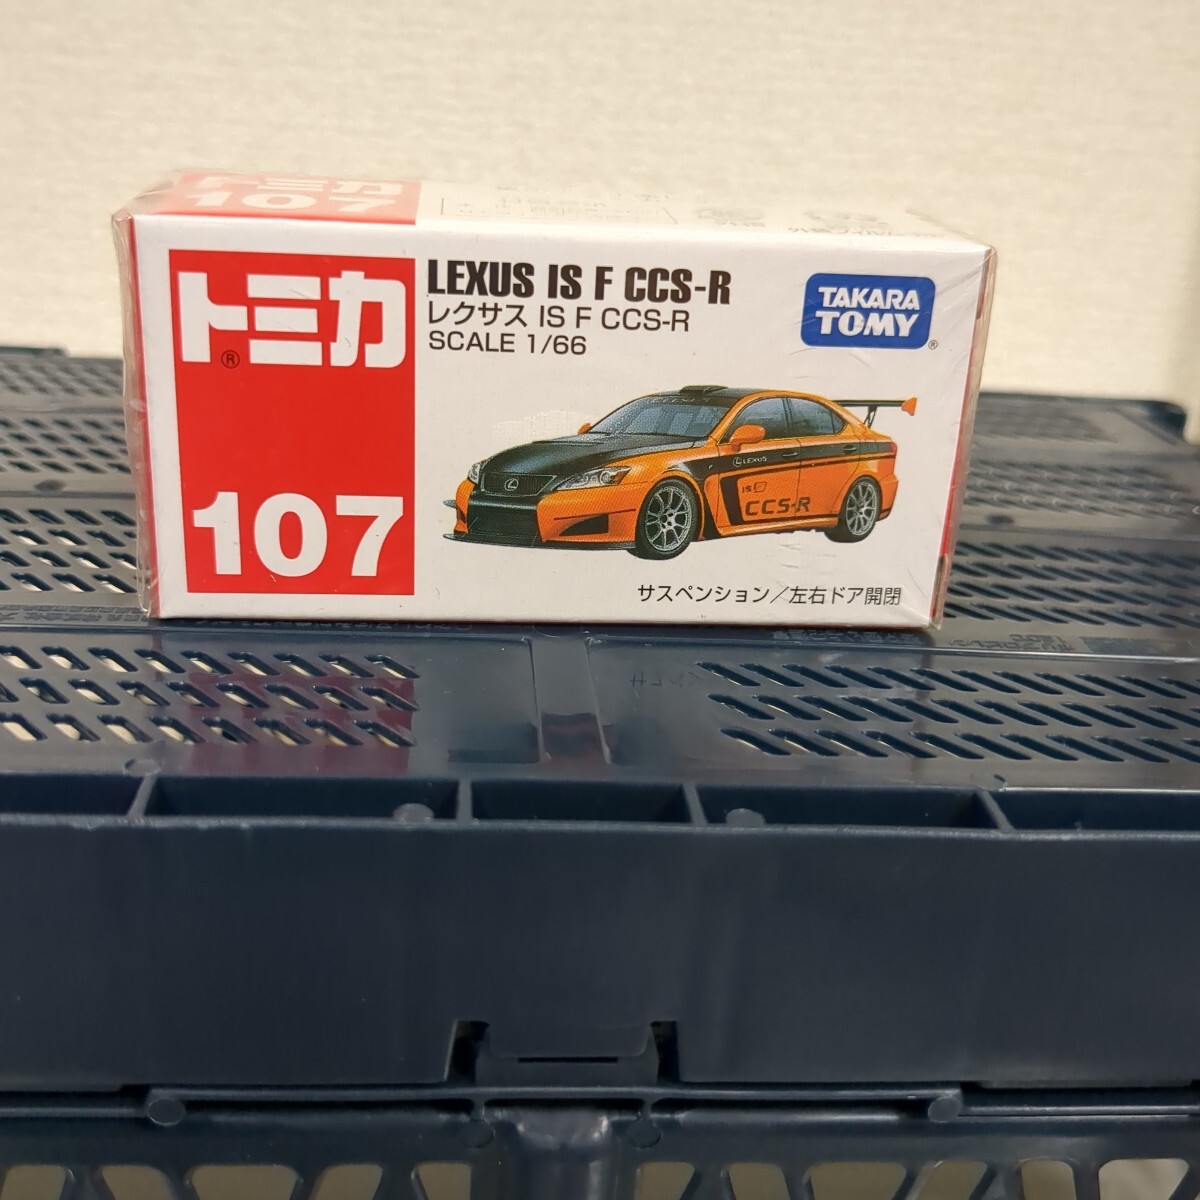 トミカ
107
トミカ
®
107
LEXUS IS F CCS-R
レクサス IS F CCS-R
SCALE 1/66
TAKARA
TOMY®
LEXUS
IS F
CCS-R
サスペンション／左右ドア開閉